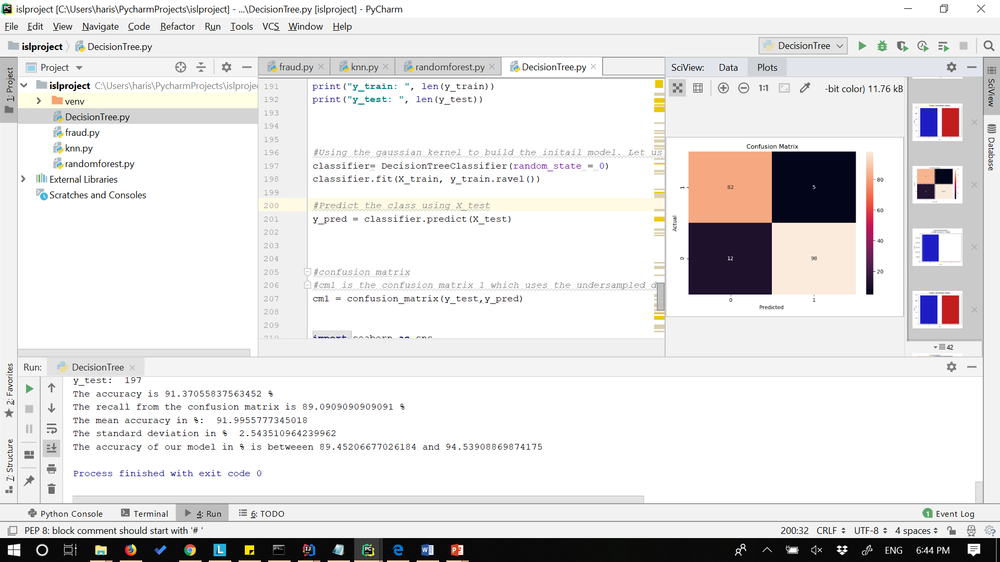 islproject [C:\Users\haris\PycharmProjects\islproject] - ...\DecisionTree.py [islproject] - PyCharm
File Edit View Navigate Code Refactor Run Tools VCS Window Help
islproject DecisionTree.py
DecisionTree
1: Project
Project
islproject C:\Users\haris\PycharmProjects\islproje
venv
DecisionTree.py
fraud.py
knn.py
randomforest.py
External Libraries
Scratches and Consoles
fraud.py knn.py randomforest.py DecisionTree.py
191 print("y_train: ", len(y_train))
192 print("y_test: ", len(y_test))
193
194
195
196 #Using the gaussian kernel to build the initail model. Let us
197 classifier= DecisionTreeClassifier(random_state = 0)
198 classifier.fit(X_train, y_train.ravel())
199
200 #Predict the class using X_test
201 y_pred = classifier.predict(X_test)
202
203
204
205 #confusion matrix
206 #cm1 is the confusion matrix 1 which uses the undersampled d
207 cm1 = confusion_matrix(y_test,y_pred)
208
209
210 import seaborn as sns
SciView: Data Plots
1:1 -bit color) 11.76 kB
Confusion Matrix
82 5
12 98
1
0
Actual
0 1
Predicted
80
60
40
20
42
SciView
Database
Run: DecisionTree
y_test: 197
The accuracy is 91.37055837563452 %
The recall from the confusion matrix is 89.0909090909091 %
The mean accuracy in %: 91.9955777345018
The standard deviation in % 2.543510964239962
The accuracy of our model in % is betweeen 89.45206677026184 and 94.53908869874175
Process finished with exit code 0
2: Favorites
7: Structure
Python Console Terminal 4: Run 6: TODO
1 Event Log
PEP 8: block comment should start with '# '
200:32 CRLF UTF-8 4 spaces
ENG 6:44 PM